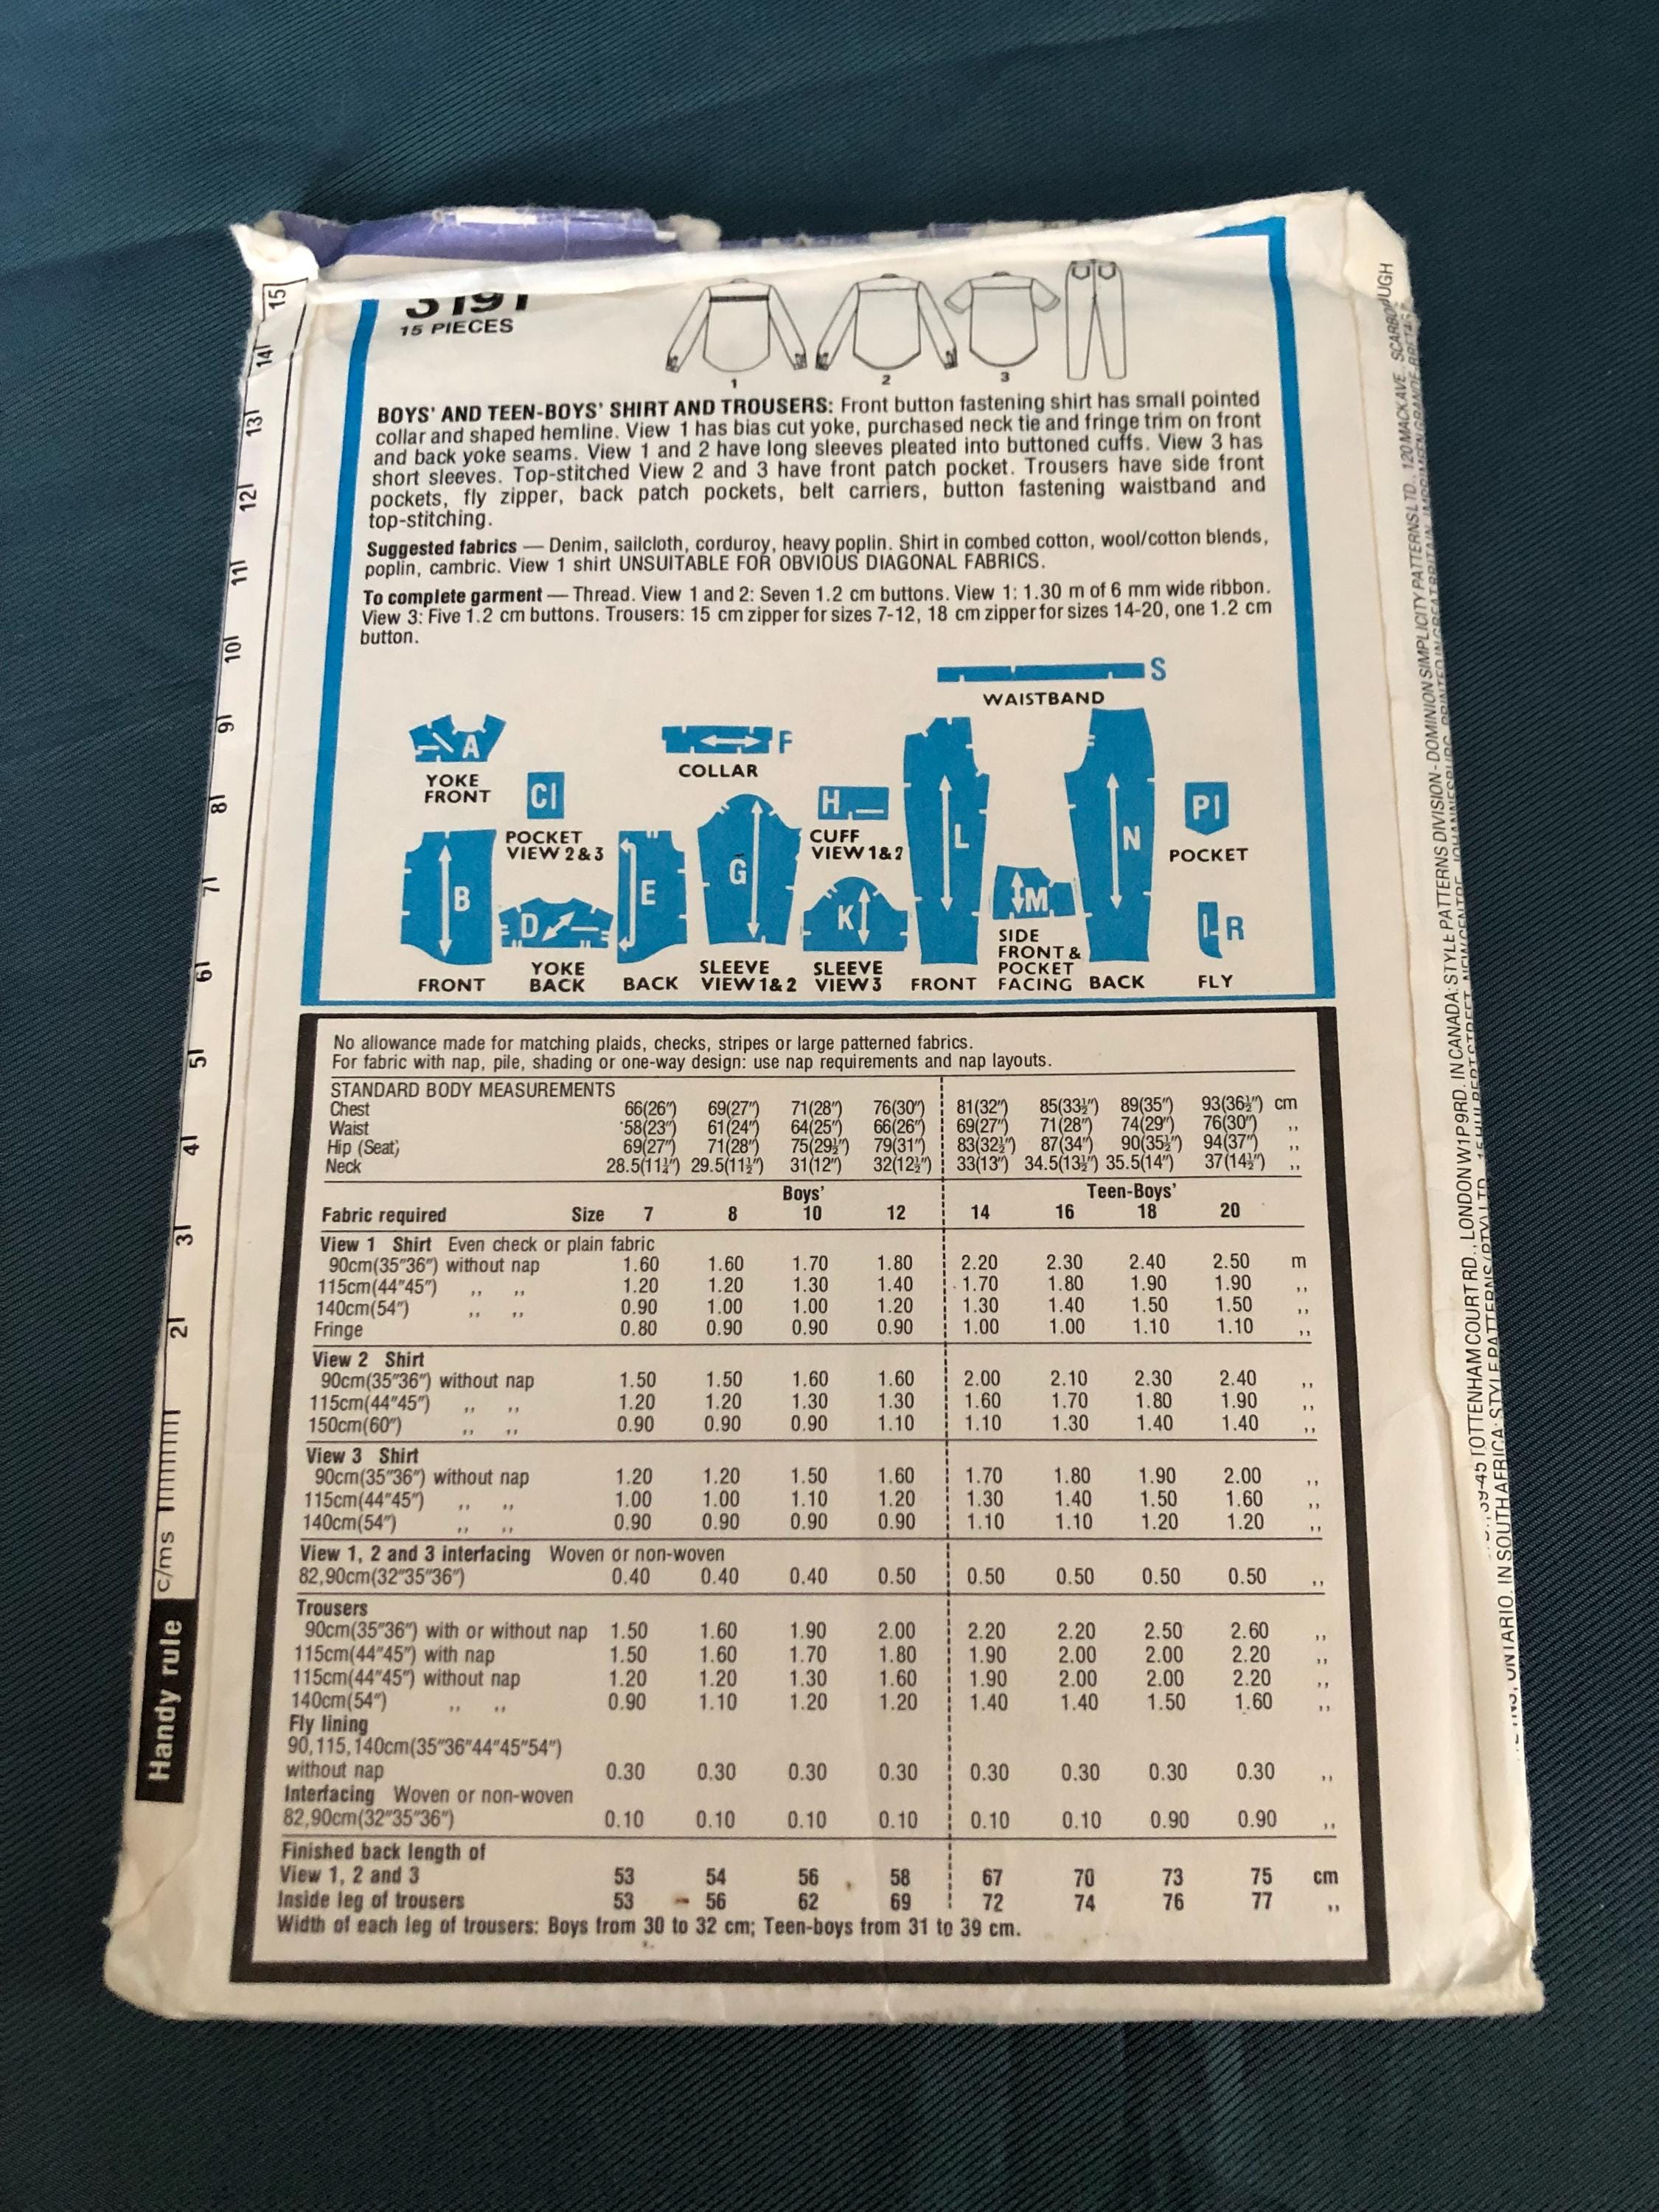 3191
15 PIECES
1
2
3
BOYS' AND TEEN-BOYS' SHIRT AND TROUSERS: Front button fastening shirt has small pointed
collar and shaped hemline. View 1 has bias cut yoke, purchased neck tie and fringe trim on front
and back yoke seams. View 1 and 2 have long sleeves pleated into buttoned cuffs. View 3 has
short sleeves. Top-stitched View 2 and 3 have front patch pocket. Trousers have side front
pockets, fly zipper, back patch pockets, belt carriers, button fastening waistband and
top-stitching.
Suggested fabrics — Denim, sailcloth, corduroy, heavy poplin. Shirt in combed cotton, wool/cotton blends,
poplin, cambric. View 1 shirt UNSUITABLE FOR OBVIOUS DIAGONAL FABRICS.
To complete garment — Thread. View 1 and 2: Seven 1.2 cm buttons. View 1: 1.30 m of 6 mm wide ribbon.
View 3: Five 1.2 cm buttons. Trousers: 15 cm zipper for sizes 7-12, 18 cm zipper for sizes 14-20, one 1.2 cm
button.
S
WAISTBAND
A
YOKE
FRONT
C
POCKET
VIEW 2&3
F
COLLAR
H
CUFF
VIEW 1&2
P
POCKET
B
FRONT
D
YOKE
BACK
E
BACK
G
SLEEVE
VIEW 1&2
K
SLEEVE
VIEW 3
L
FRONT
M
SIDE
FRONT &
POCKET
FACING
N
BACK
R
FLY
No allowance made for matching plaids, checks, stripes or large patterned fabrics.
For fabric with nap, pile, shading or one-way design: use nap requirements and nap layouts.
STANDARD BODY MEASUREMENTS
Chest 66(26") 69(27") 71(28") 76(30") 81(32") 85(33½") 89(35") 93(36½") cm
Waist 58(23") 61(24") 64(25") 66(26") 69(27") 71(28") 74(29") 76(30") ,,
Hip (Seat) 69(27") 71(28") 75(29½") 79(31") 83(32½") 87(34") 90(35½") 94(37") ,,
Neck 28.5(11¼") 29.5(11½") 31(12") 32(12½") 33(13") 34.5(13½") 35.5(14") 37(14½") ,,
Boys' Teen-Boys'
Fabric required Size 7 8 10 12 14 16 18 20
View 1 Shirt Even check or plain fabric
90cm(35"36") without nap 1.60 1.60 1.70 1.80 2.20 2.30 2.40 2.50 m
115cm(44"45") ,, ,, 1.20 1.20 1.30 1.40 1.70 1.80 1.90 1.90 ,,
140cm(54") ,, ,, 0.90 1.00 1.00 1.20 1.30 1.40 1.50 1.50 ,,
Fringe 0.80 0.90 0.90 0.90 1.00 1.00 1.10 1.10 ,,
View 2 Shirt
90cm(35"36") without nap 1.50 1.50 1.60 1.60 2.00 2.10 2.30 2.40 ,,
115cm(44"45") ,, ,, 1.20 1.20 1.30 1.30 1.60 1.70 1.80 1.90 ,,
150cm(60") ,, ,, 0.90 0.90 0.90 1.10 1.10 1.30 1.40 1.40 ,,
View 3 Shirt
90cm(35"36") without nap 1.20 1.20 1.50 1.60 1.70 1.80 1.90 2.00 ,,
115cm(44"45") ,, ,, 1.00 1.00 1.10 1.20 1.30 1.40 1.50 1.60 ,,
140cm(54") ,, ,, 0.90 0.90 0.90 0.90 1.10 1.10 1.20 1.20 ,,
View 1, 2 and 3 interfacing Woven or non-woven
82,90cm(32"35"36") 0.40 0.40 0.40 0.50 0.50 0.50 0.50 0.50 ,,
Trousers
90cm(35"36") with or without nap 1.50 1.60 1.90 2.00 2.20 2.20 2.50 2.60 ,,
115cm(44"45") with nap 1.50 1.60 1.70 1.80 1.90 2.00 2.00 2.20 ,,
115cm(44"45") without nap 1.20 1.20 1.30 1.60 1.90 2.00 2.00 2.20 ,,
140cm(54") ,, ,, 0.90 1.10 1.20 1.20 1.40 1.40 1.50 1.60 ,,
Fly lining
90,115,140cm(35"36"44"45"54")
without nap 0.30 0.30 0.30 0.30 0.30 0.30 0.30 0.30 ,,
Interfacing Woven or non-woven
82,90cm(32"35"36") 0.10 0.10 0.10 0.10 0.10 0.10 0.90 0.90 ,,
Finished back length of
View 1, 2 and 3 53 54 56 58 67 70 73 75 cm
Inside leg of trousers 53 56 62 69 72 74 76 77 ,,
Width of each leg of trousers: Boys from 30 to 32 cm; Teen-boys from 31 to 39 cm.
Handy rule c/ms 2 3 4 5 6 7 8 9 10 11 12 13 14 15
39-45 TOTTENHAM COURT RD., LONDON W1P 9RD. IN CANADA: STYLE PATTERNS DIVISION - DOMINION SIMPLICITY PATTERNS LTD., 120 MACK AVE., SCARBOROUGH
ONTARIO. IN SOUTH AFRICA: STYLE PATTERNS (PTY) LTD.